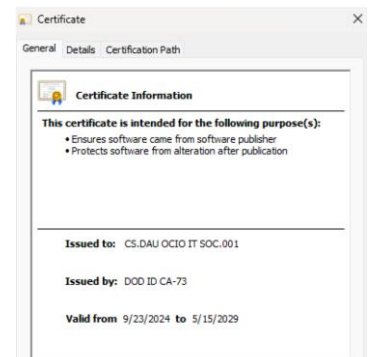 Certificate
General Details Certification Path
Certificate Information
This certificate is intended for the following purpose(s):
• Ensures software came from software publisher
• Protects software from alteration after publication
Issued to: CS.DAU OCIO IT SOC.001
Issued by: DOD ID CA-73
Valid from 9/23/2024 to 5/15/2029